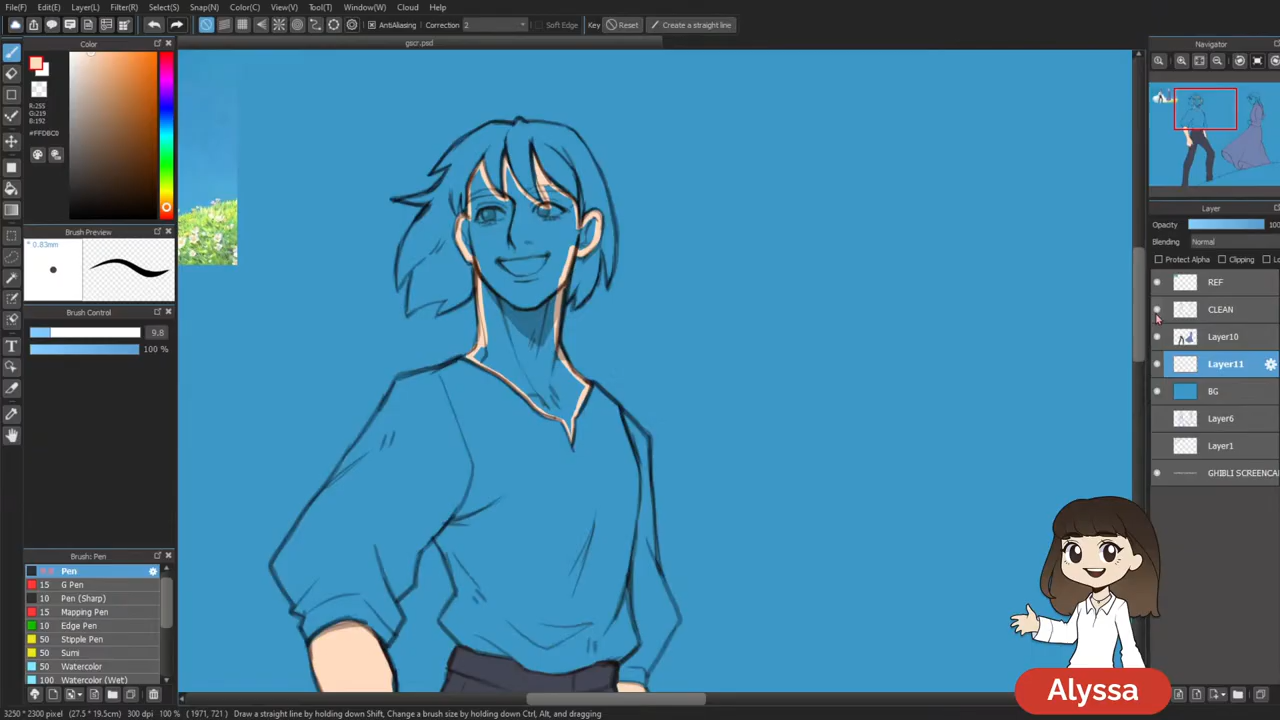 File(F) Edit(E) Layer(L) Filter(R) Select(S) Snap(N) Color(C) View(V) Tool(T) Window(W) Cloud Help
AntiAliasing Correction 2 Soft Edge Key Reset Create a straight line
gscr.psd
Color
R:255
G:219
B:192
#FFDBC0
Brush Preview
* 0.83mm
Brush Control
9.8
100 %
Brush: Pen
Pen
15 G Pen
10 Pen (Sharp)
15 Mapping Pen
10 Edge Pen
50 Stipple Pen
50 Sumi
50 Watercolor
100 Watercolor (Wet)
Navigator
Layer
Opacity 100
Blending Normal
Protect Alpha Clipping Lo
REF
CLEAN
Layer10
Layer11
BG
Layer6
Layer1
GHIBLI SCREENCA
Alyssa
3250 * 2300 pixel (27.5 * 19.5cm) 300 dpi 100 % ( 1971, 721) Draw a straight line by holding down Shift, Change a brush size by holding down Ctrl, Alt, and dragging